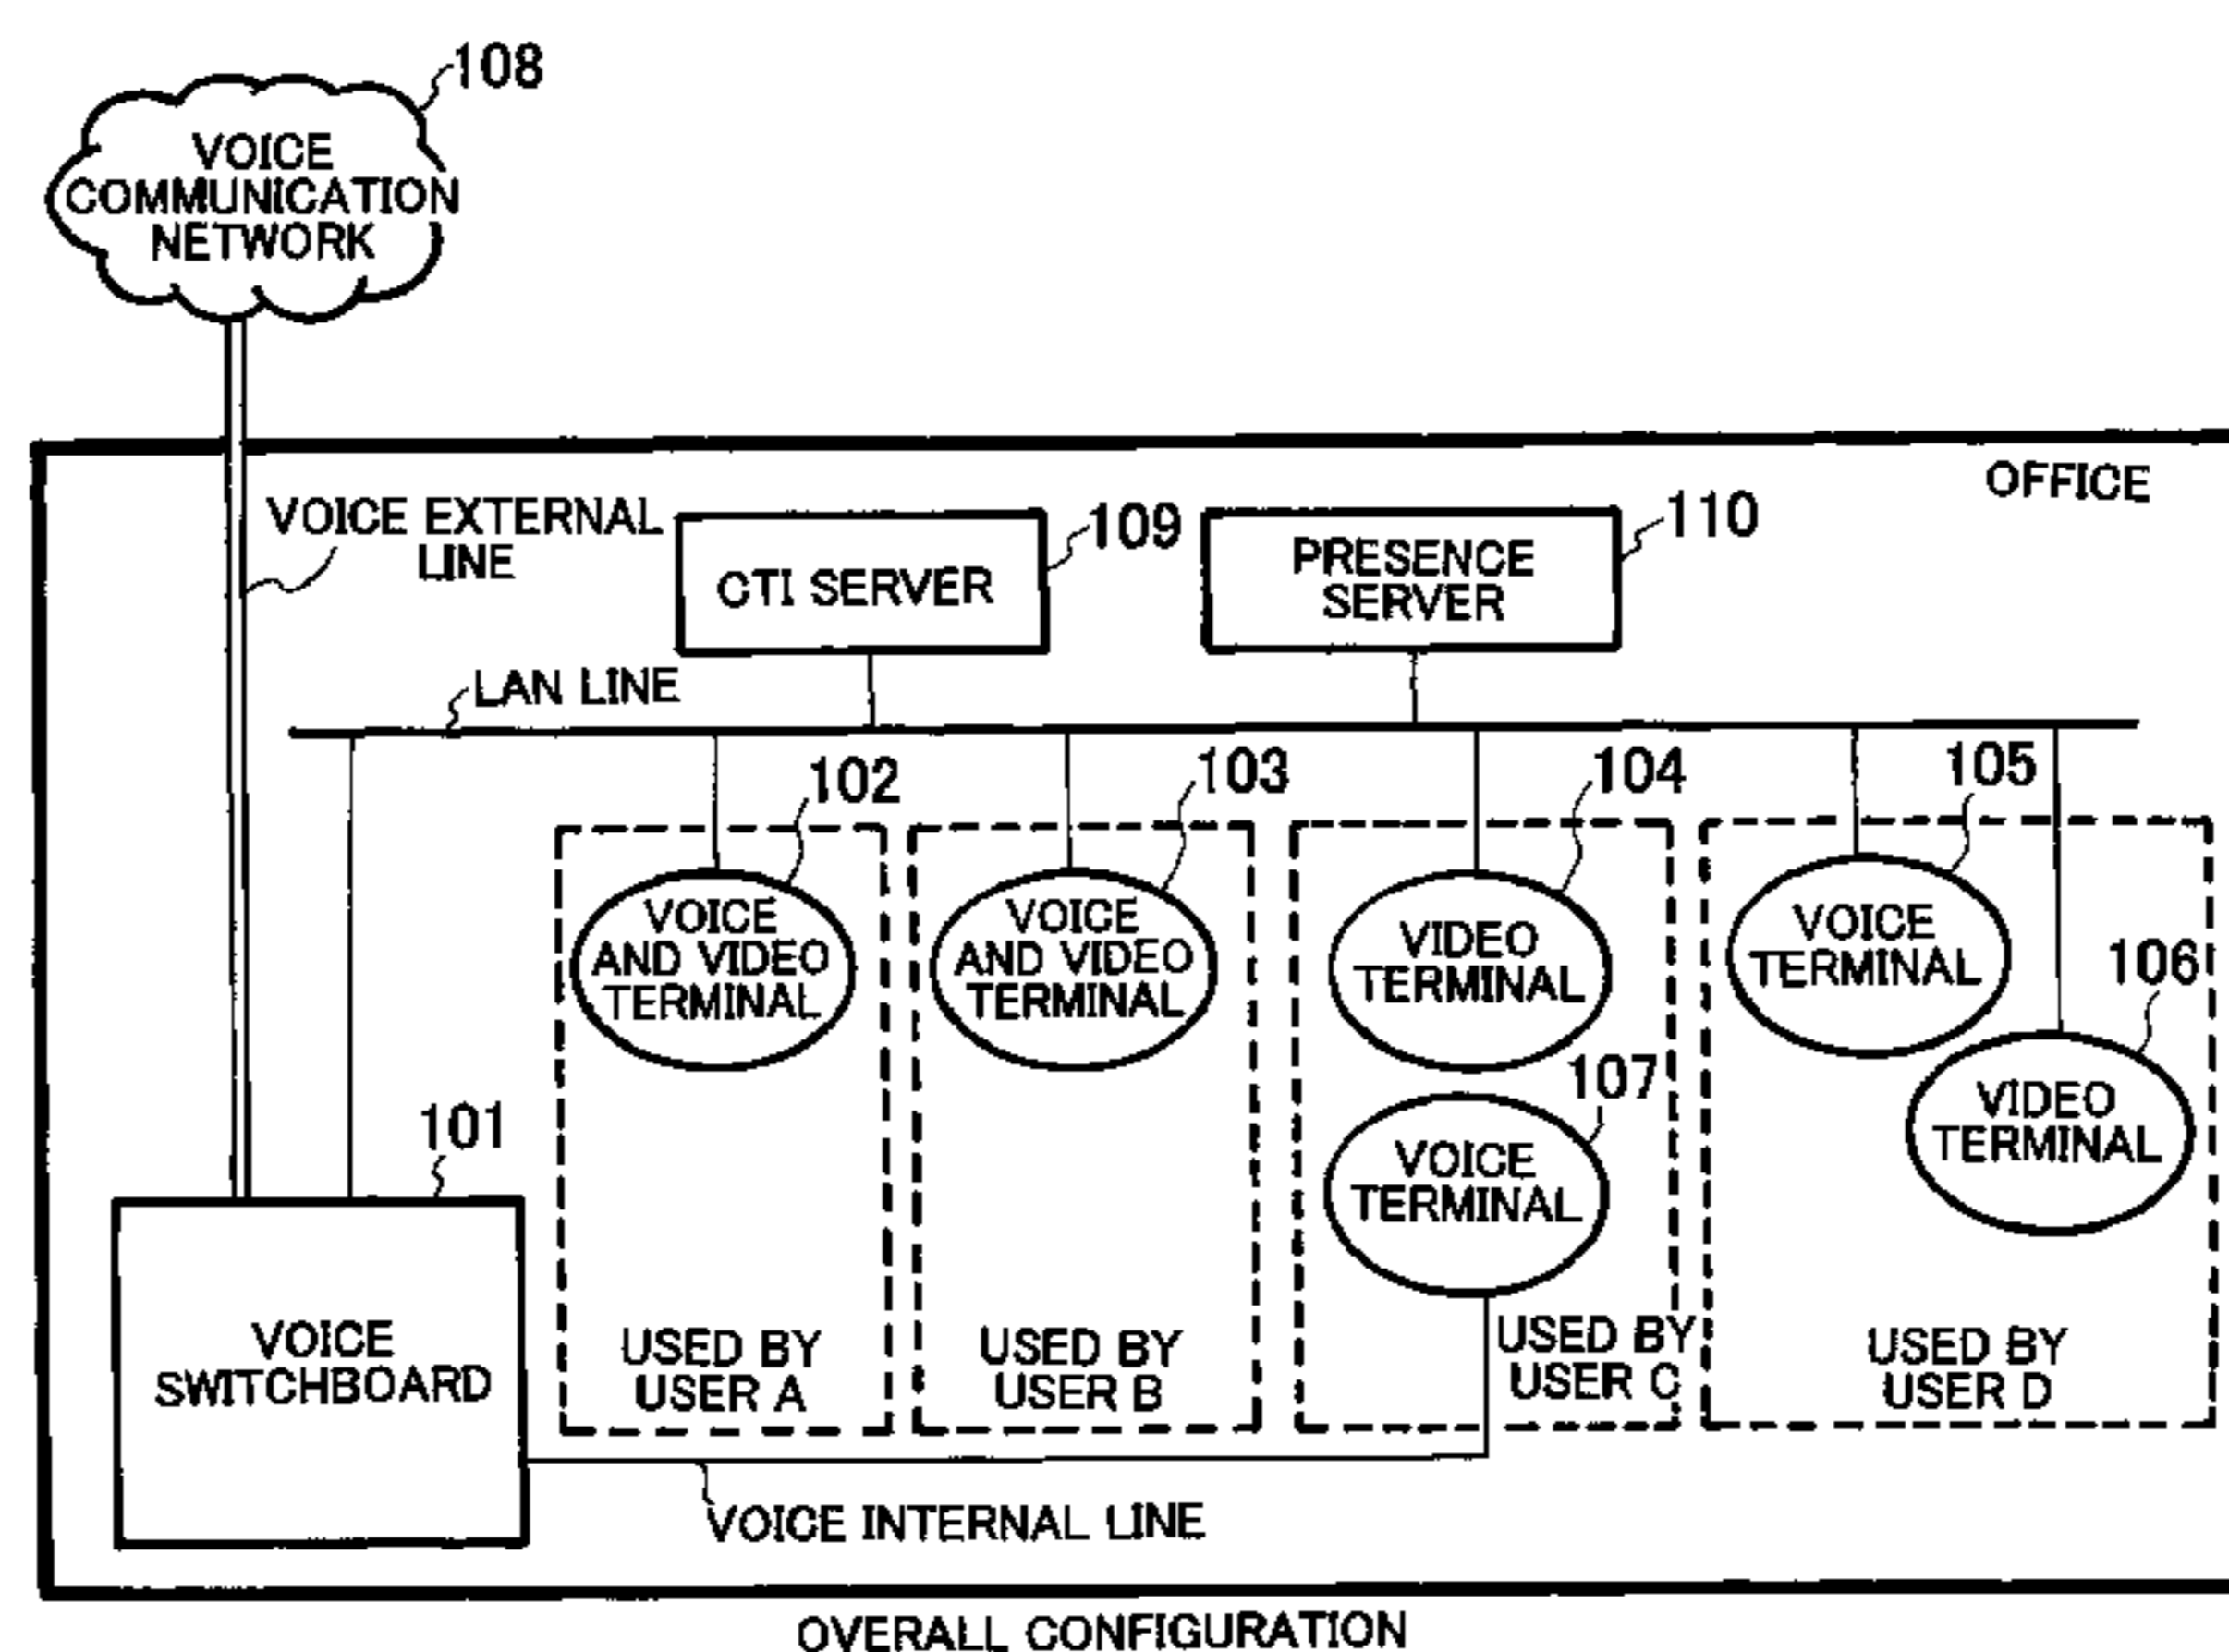 108
VOICE
COMMUNICATION
NETWORK
OFFICE
VOICE EXTERNAL
LINE
CTI SERVER
109
PRESENCE
SERVER
110
LAN LINE
102
103
104
105
VOICE
AND VIDEO
TERMINAL
VOICE
AND VIDEO
TERMINAL
VIDEO
TERMINAL
VOICE
TERMINAL
106
107
VIDEO
TERMINAL
VOICE
TERMINAL
101
VOICE
SWITCHBOARD
USED BY
USER A
USED BY
USER B
USED BY
USER C
USED BY
USER D
VOICE INTERNAL LINE
OVERALL CONFIGURATION